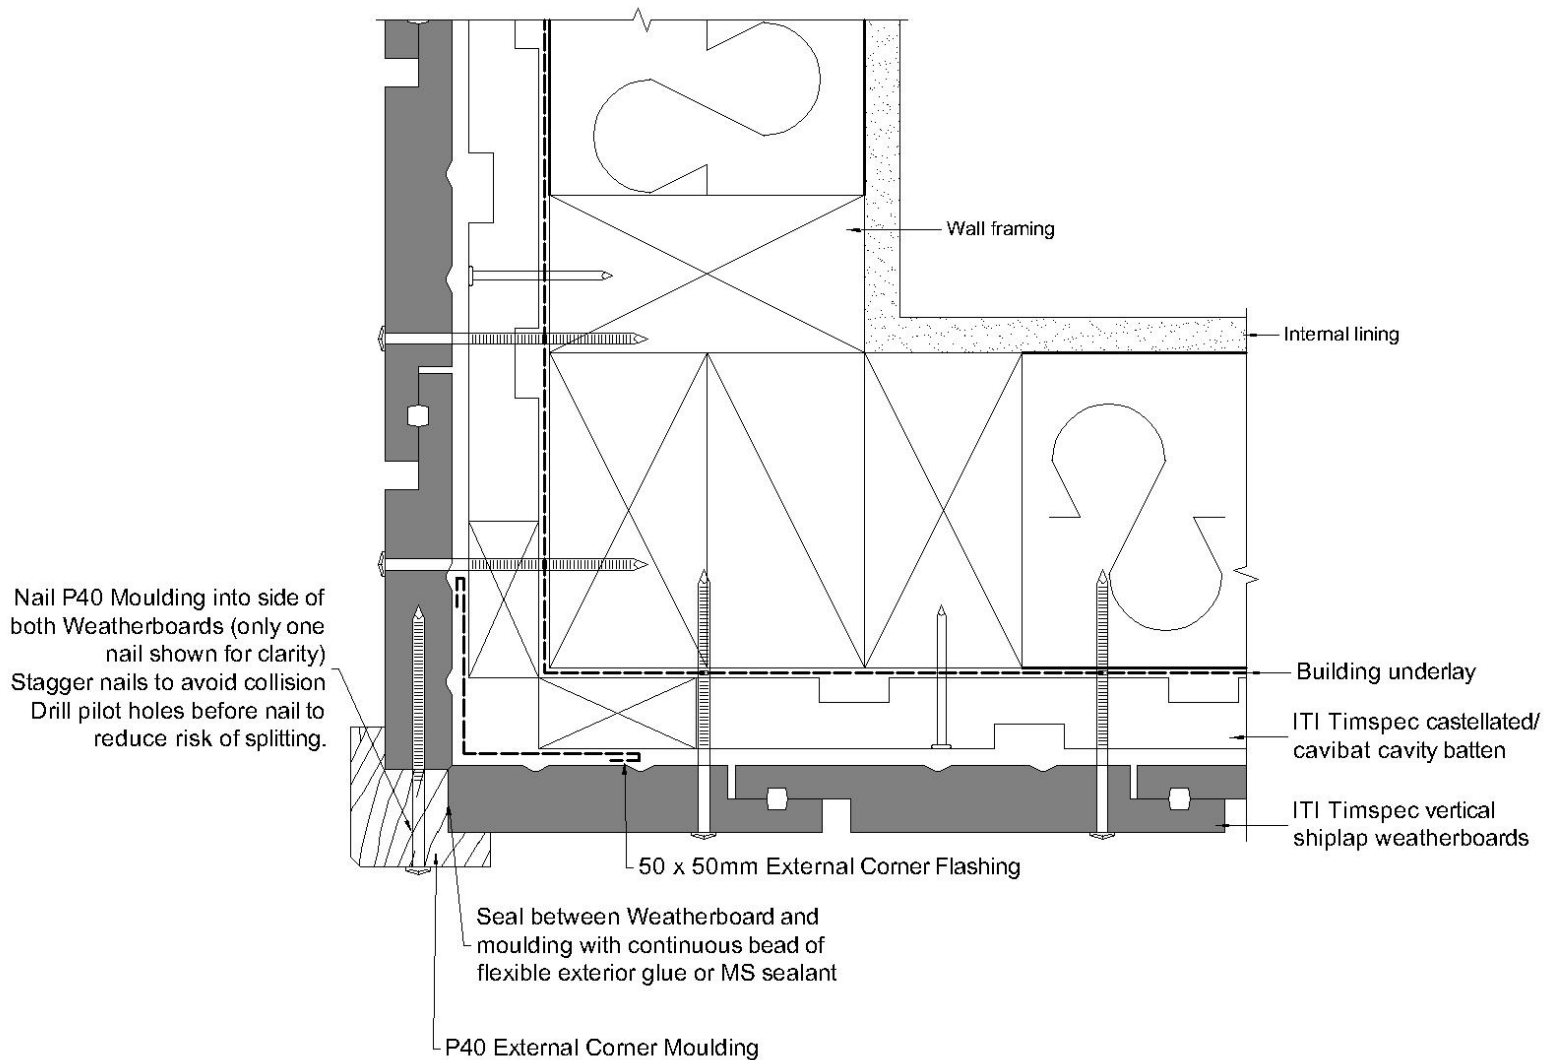 Wall framing
Internal lining
Nail P40 Moulding into side of
both Weatherboards (only one
nail shown for clarity)
Stagger nails to avoid collision
Drill pilot holes before nail to
reduce risk of splitting.
Building underlay
ITI Timspec castellated/
cavibat cavity batten
ITI Timspec vertical
shiplap weatherboards
50 x 50mm External Corner Flashing
Seal between Weatherboard and
moulding with continuous bead of
flexible exterior glue or MS sealant
P40 External Corner Moulding